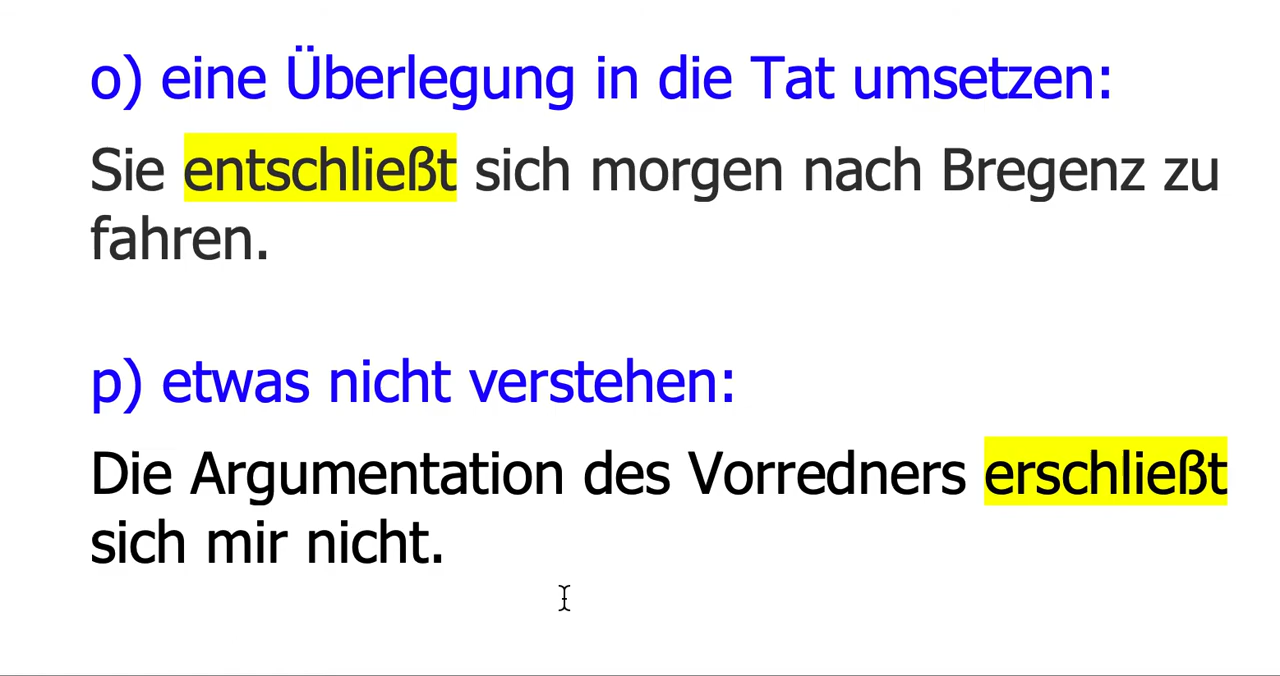 o) eine Überlegung in die Tat umsetzen:
Sie entschließt sich morgen nach Bregenz zu
fahren.
p) etwas nicht verstehen:
Die Argumentation des Vorredners erschließt
sich mir nicht.